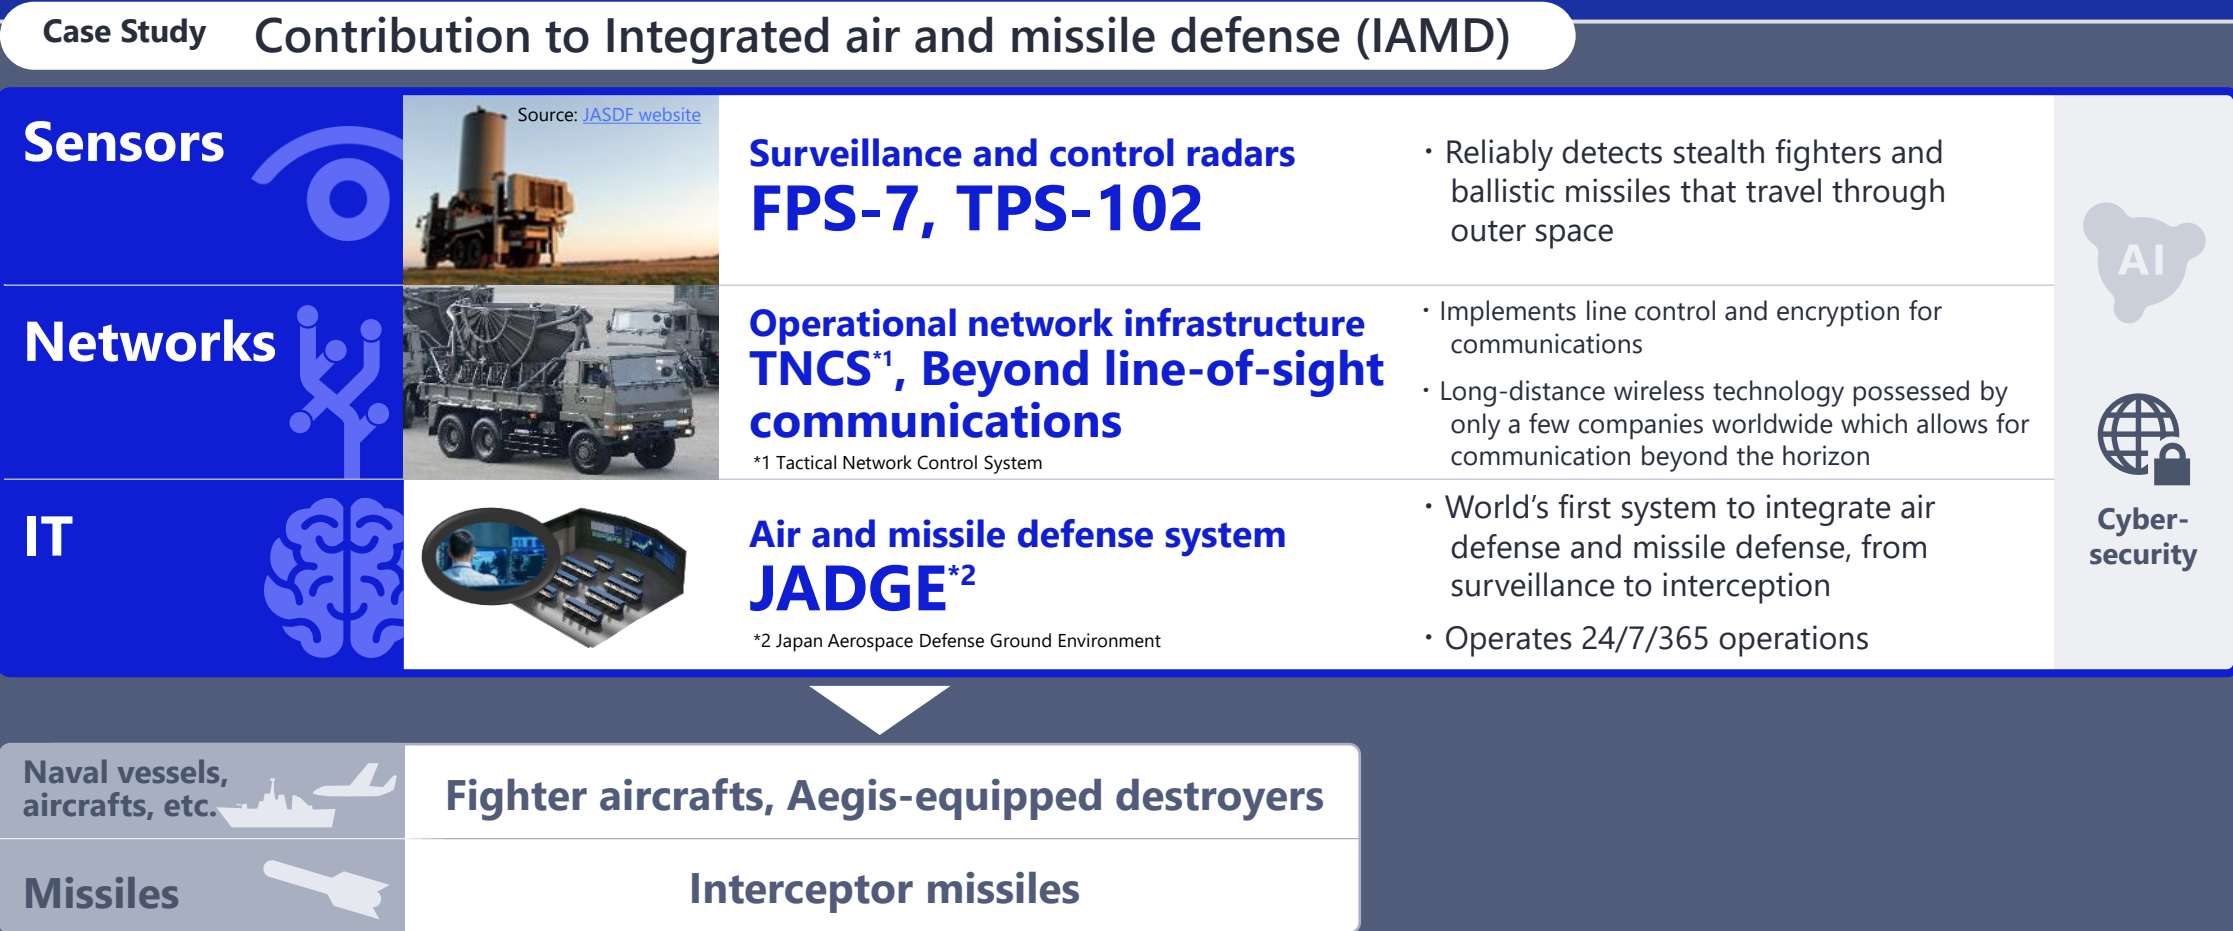 Case Study Contribution to Integrated air and missile defense (IAMD)
Sensors
Source: JASDF website
Surveillance and control radars
FPS-7, TPS-102
・Reliably detects stealth fighters and
ballistic missiles that travel through
outer space
Networks
Operational network infrastructure
TNCS*1, Beyond line-of-sight
communications
*1 Tactical Network Control System
・Implements line control and encryption for
communications
・Long-distance wireless technology possessed by
only a few companies worldwide which allows for
communication beyond the horizon
IT
Air and missile defense system
JADGE*2
*2 Japan Aerospace Defense Ground Environment
・World’s first system to integrate air
defense and missile defense, from
surveillance to interception
・Operates 24/7/365 operations
AI
Cyber-
security
Naval vessels,
aircrafts, etc.
Fighter aircrafts, Aegis-equipped destroyers
Missiles
Interceptor missiles